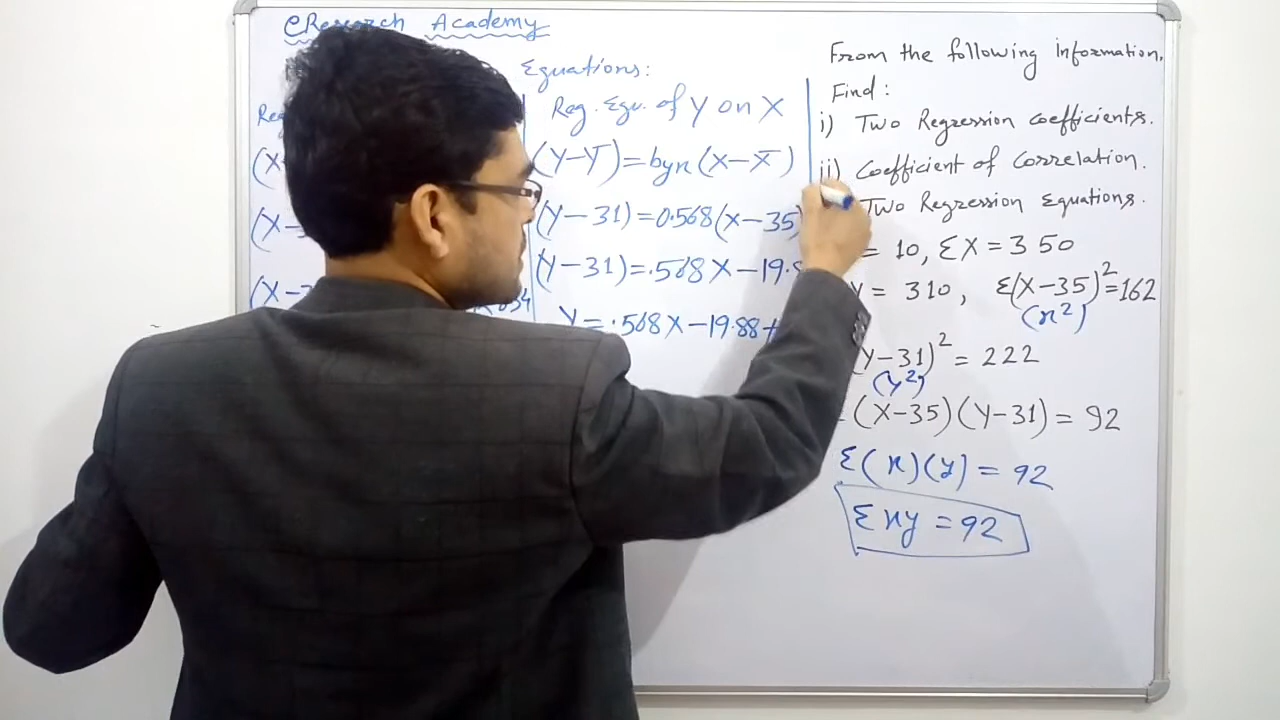 eResearch Academy
Equations:
Reg. Equ. of Y on X
(Y-Y̅)=byx(X-X̅)
(Y-31)=0.568(X-35)
(Y-31)=.568X-19.8
Y=.568X-19.88+
From the following information,
Find:
i) Two Regression coefficients.
ii) Coefficient of Correlation.
Two Regression Equations.
= 10, ΣX = 350
Y = 310, Σ(X-35)²=162
(x²)
(Y-31)² = 222
(y²)
(X-35)(Y-31) = 92
Σ(x)(y) = 92
Σxy = 92